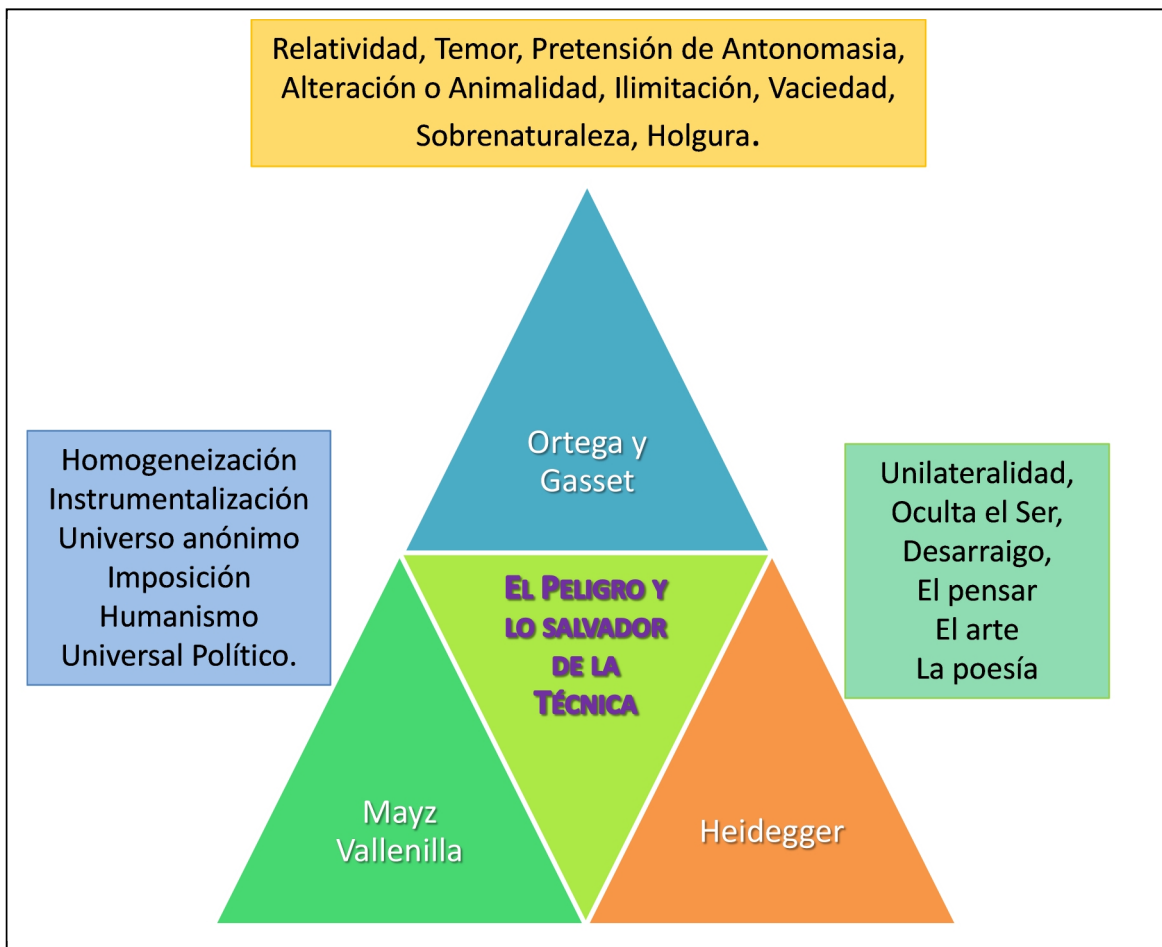 Relatividad, Temor, Pretensión de Antonomasia,
Alteración o Animalidad, Ilimitación, Vaciedad,
Sobrenaturaleza, Holgura.
Ortega y
Gasset
Homogeneización
Instrumentalización
Universo anónimo
Imposición
Humanismo
Universal Político.
Unilateralidad,
Oculta el Ser,
Desarraigo,
El pensar
El arte
La poesía
EL PELIGRO Y
LO SALVADOR
DE LA
TÉCNICA
Mayz
Vallenilla
Heidegger